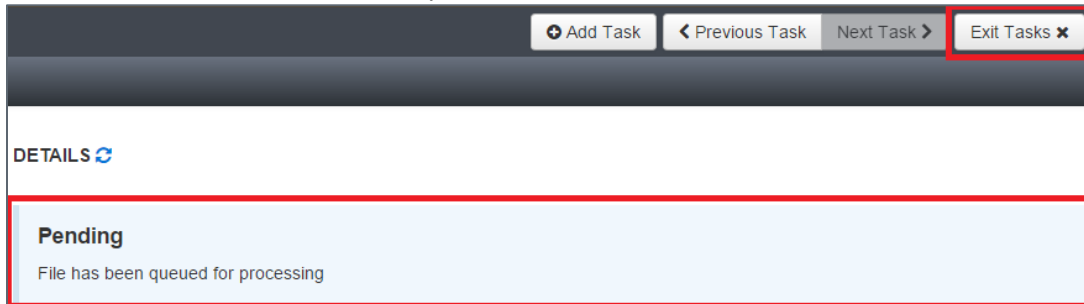 Add Task Previous Task Next Task Exit Tasks
DETAILS
Pending
File has been queued for processing